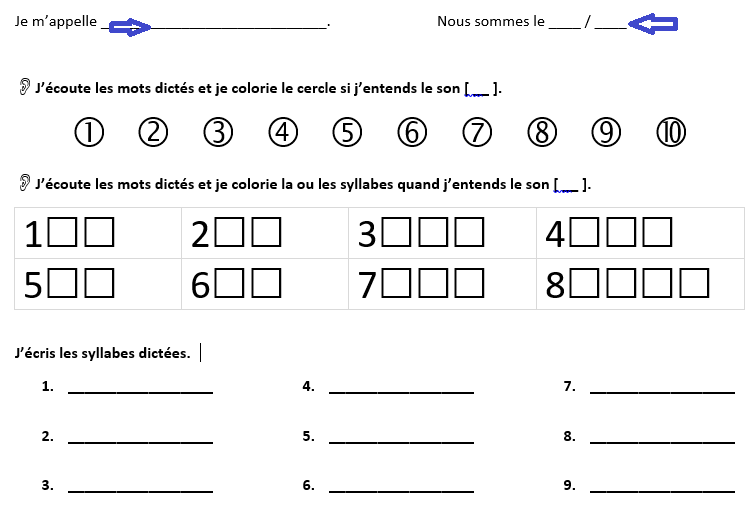 Je m'appelle ____________________________. Nous sommes le ____ / ____
J'écoute les mots dictés et je colorie le cercle si j'entends le son [ __ ].
① ② ③ ④ ⑤ ⑥ ⑦ ⑧ ⑨ ⑩
J'écoute les mots dictés et je colorie la ou les syllabes quand j'entends le son [ __ ].
1□□ 2□□ 3□□□ 4□□□
5□□ 6□□ 7□□□ 8□□□□
J'écris les syllabes dictées.
1. ________________ 4. ________________ 7. ________________
2. ________________ 5. ________________ 8. ________________
3. ________________ 6. ________________ 9. ________________